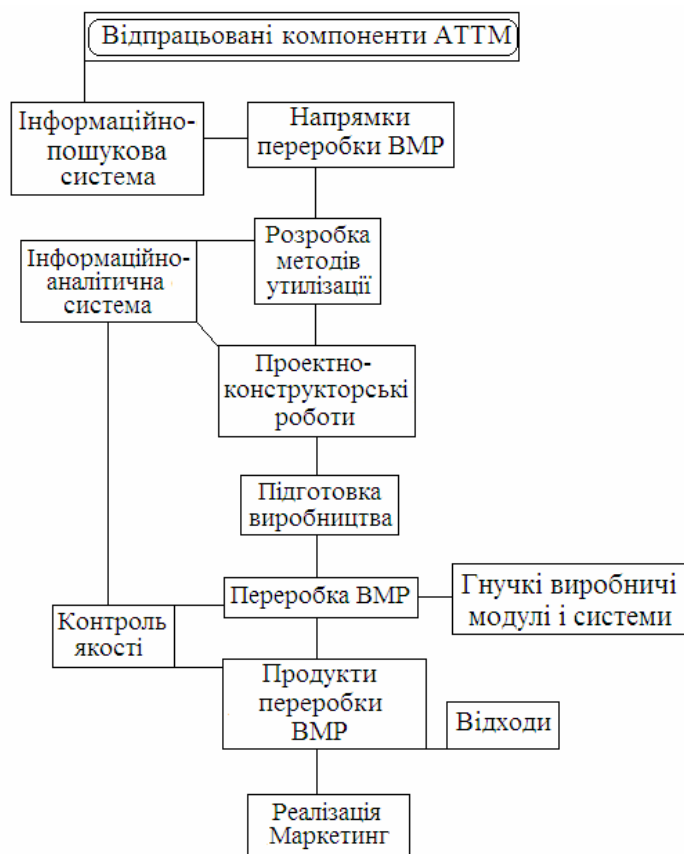 Відпрацьовані компоненти АТТМ
Інформаційно-
пошукова
система
Напрямки
переробки ВМР
Розробка
методів
утилізації
Інформаційно-
аналітична
система
Проектно-
конструкторські
роботи
Підготовка
виробництва
Переробка ВМР
Гнучкі виробничі
модулі і системи
Контроль
якості
Продукти
переробки
ВМР
Відходи
Реалізація
Маркетинг